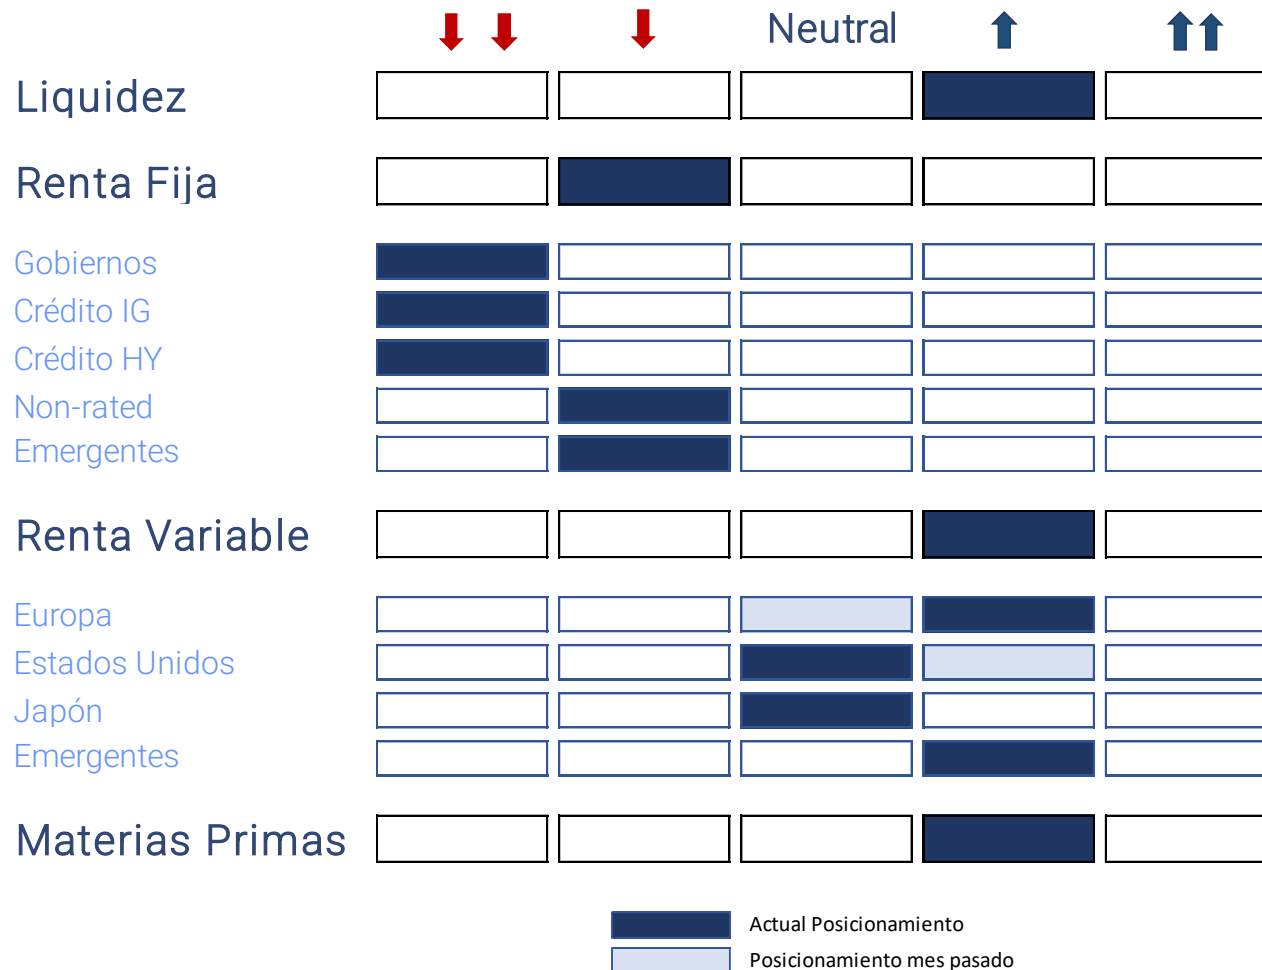 Neutral
Liquidez
Renta Fija
Gobiernos
Crédito IG
Crédito HY
Non-rated
Emergentes
Renta Variable
Europa
Estados Unidos
Japón
Emergentes
Materias Primas
Actual Posicionamiento
Posicionamiento mes pasado